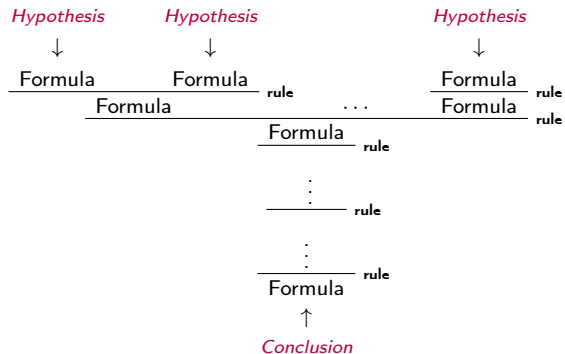 Hypothesis Hypothesis Hypothesis
↓ ↓ ↓
Formula Formula Formula
rule rule
Formula ... Formula
rule
Formula
rule
⋮
rule
⋮
rule
Formula
↑
Conclusion